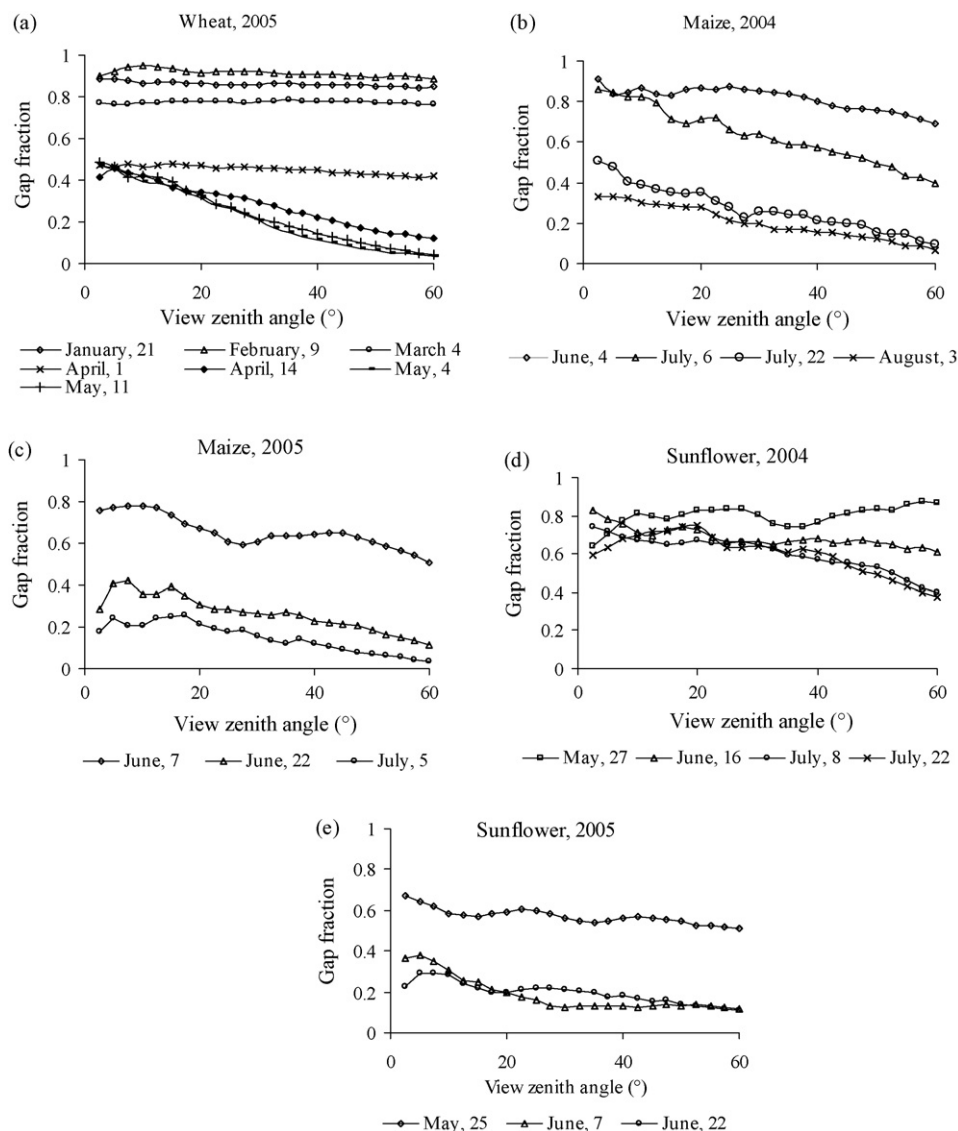 (a)
Wheat, 2005
Gap fraction
1
0.8
0.6
0.4
0.2
0
0 20 40 60
View zenith angle (°)
January, 21 February, 9 March 4
April, 1 April, 14 May, 4
May, 11
(b)
Maize, 2004
Gap fraction
1
0.8
0.6
0.4
0.2
0
0 20 40 60
View zenith angle (°)
June, 4 July, 6 July, 22 August, 3
(c)
Maize, 2005
Gap fraction
1
0.8
0.6
0.4
0.2
0
0 20 40 60
View zenith angle (°)
June, 7 June, 22 July, 5
(d)
Sunflower, 2004
Gap fraction
1
0.8
0.6
0.4
0.2
0
0 20 40 60
View zenith angle (°)
May, 27 June, 16 July, 8 July, 22
(e)
Sunflower, 2005
Gap fraction
1
0.8
0.6
0.4
0.2
0
0 20 40 60
View zenith angle (°)
May, 25 June, 7 June, 22